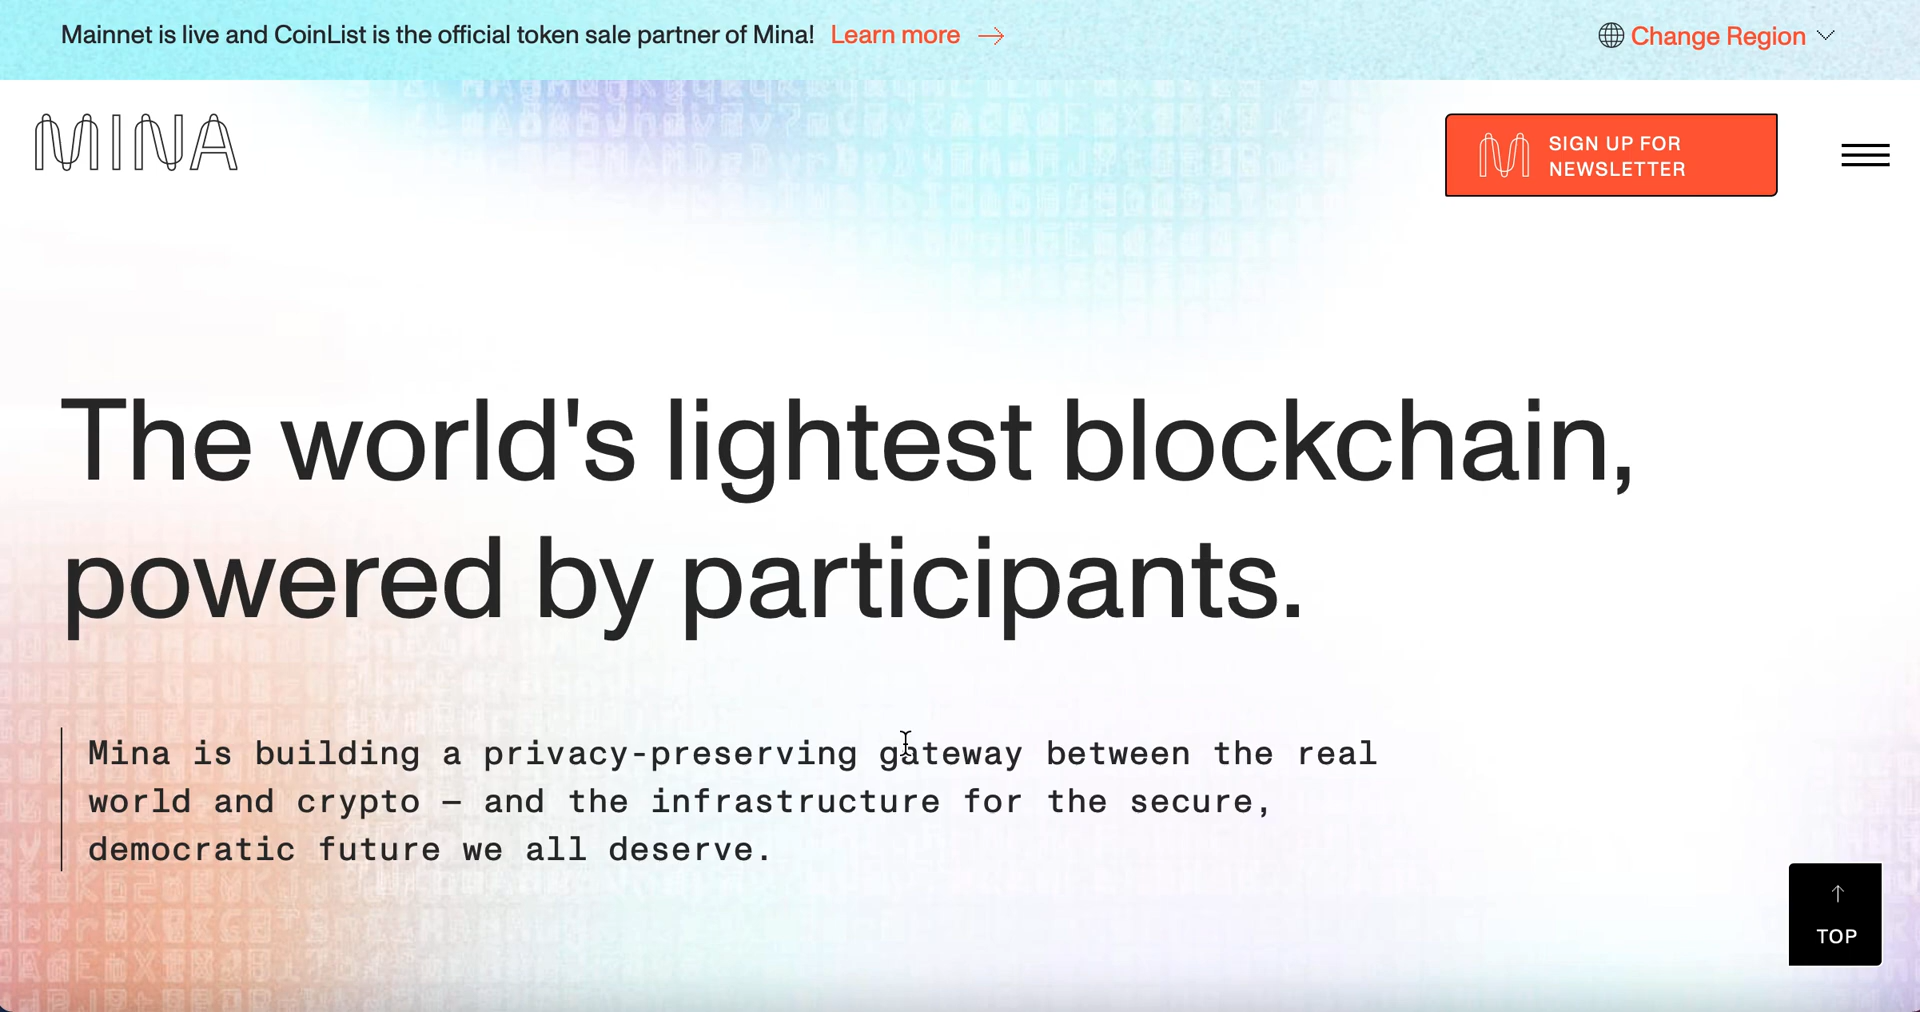 Mainnet is live and CoinList is the official token sale partner of Mina! Learn more →
Change Region
MINA
SIGN UP FOR
NEWSLETTER
The world's lightest blockchain,
powered by participants.
Mina is building a privacy-preserving gateway between the real
world and crypto — and the infrastructure for the secure,
democratic future we all deserve.
↑
TOP